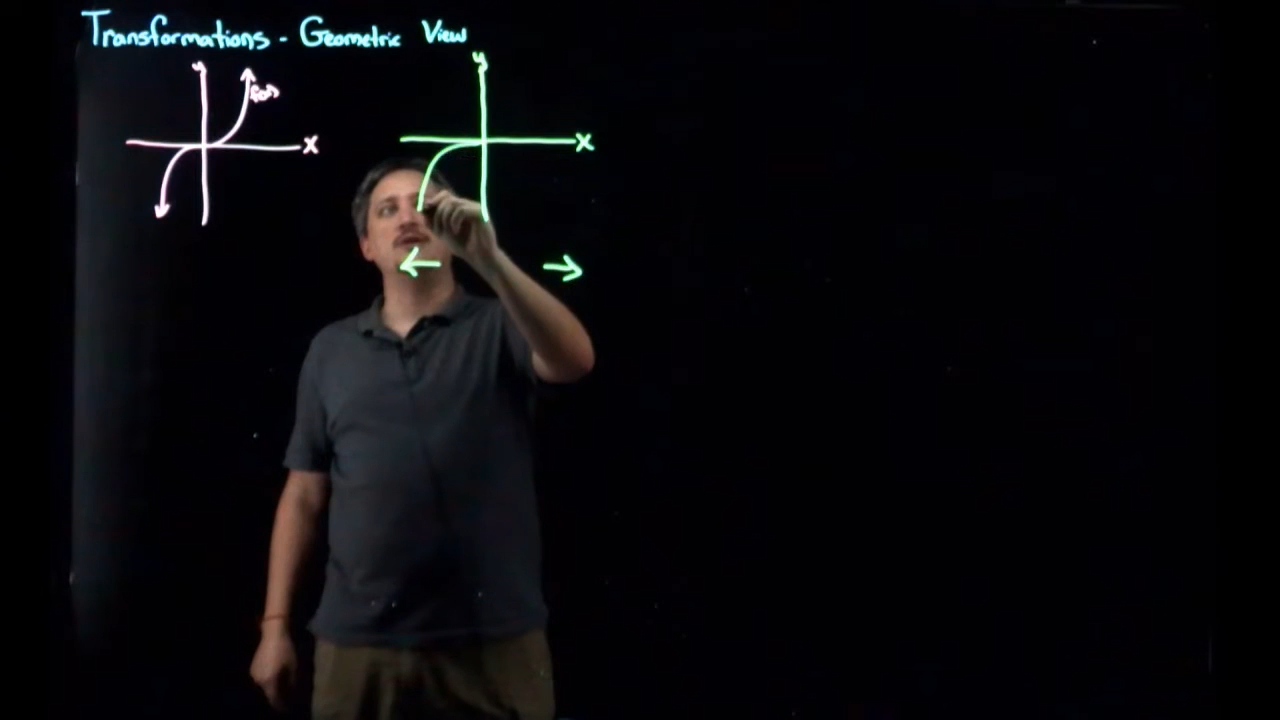 Transformations - Geometric View
y
f(x)
x
y
x